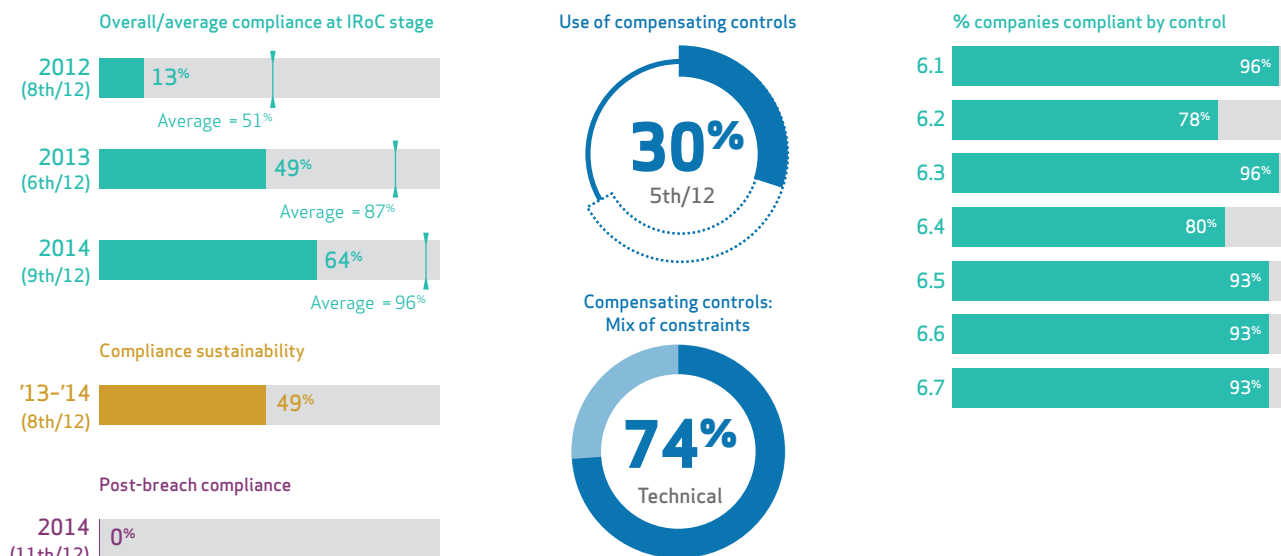 Overall/average compliance at IRoC stage
2012
(8th/12)
13%
Average = 51%
2013
(6th/12)
49%
Average = 87%
2014
(9th/12)
64%
Average = 96%
Compliance sustainability
’13–’14
(8th/12)
49%
Post-breach compliance
2014
(11th/12)
0%
Use of compensating controls
30%
5th/12
Compensating controls:
Mix of constraints
74%
Technical
% companies compliant by control
6.1 96%
6.2 78%
6.3 96%
6.4 80%
6.5 93%
6.6 93%
6.7 93%